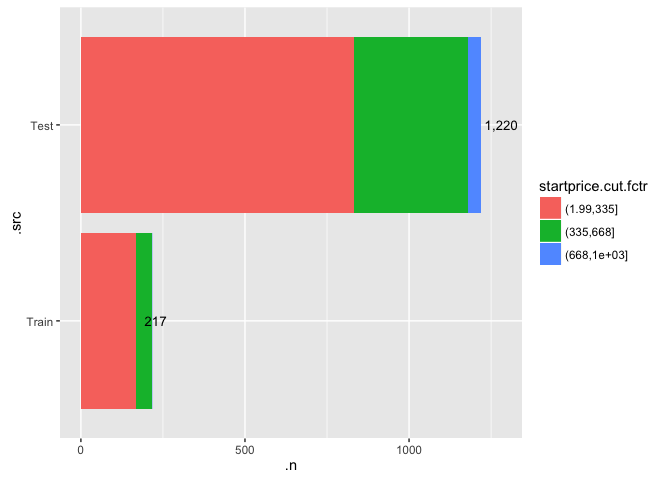 .src
Test
1,220
Train
217
0
500
1000
.n
startprice.cut.fctr
(1.99,335]
(335,668]
(668,1e+03]